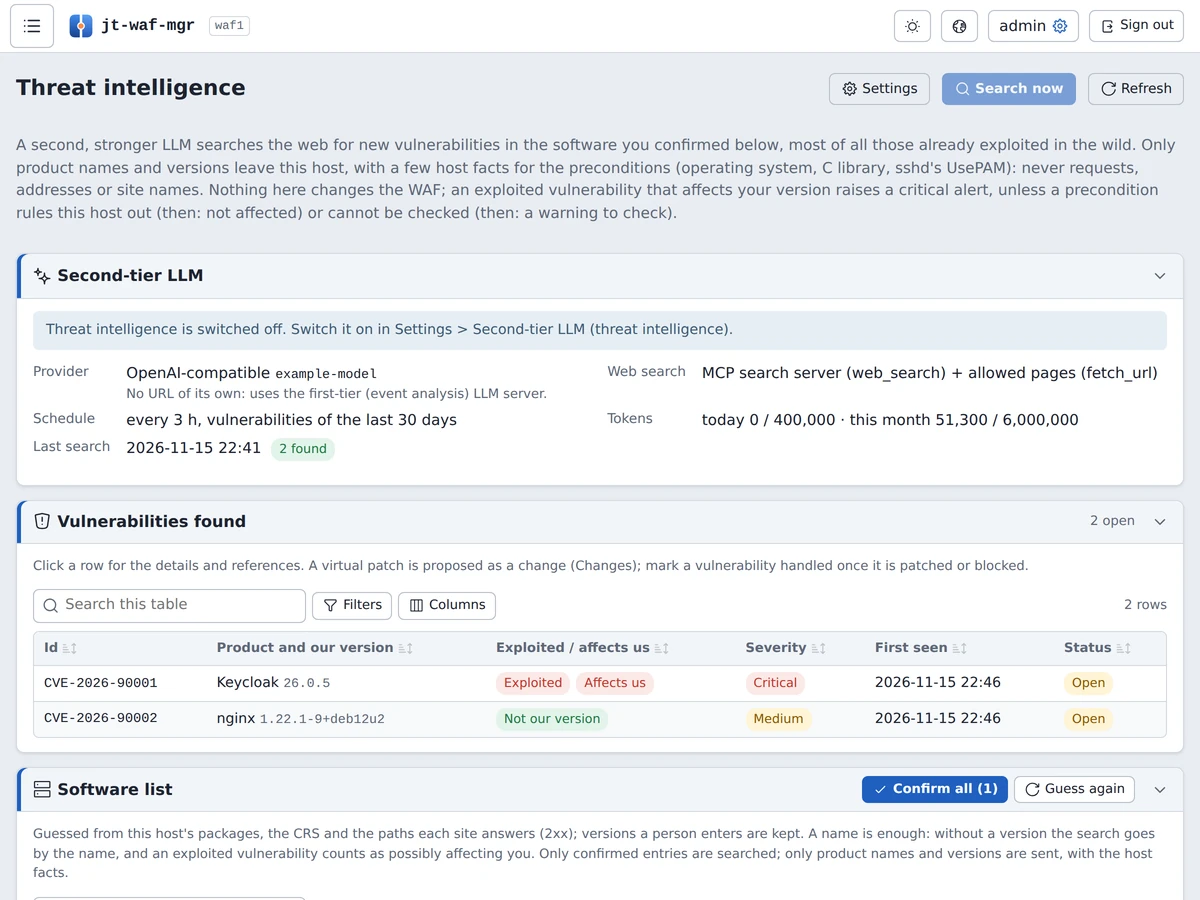 jt-waf-mgr waf1 admin Sign out
Threat intelligence Settings Search now Refresh
A second, stronger LLM searches the web for new vulnerabilities in the software you confirmed below, most of all those already exploited in the wild. Only
product names and versions leave this host, with a few host facts for the preconditions (operating system, C library, sshd's UsePAM): never requests,
addresses or site names. Nothing here changes the WAF; an exploited vulnerability that affects your version raises a critical alert, unless a precondition
rules this host out (then: not affected) or cannot be checked (then: a warning to check).
Second-tier LLM
Threat intelligence is switched off. Switch it on in Settings > Second-tier LLM (threat intelligence).
Provider OpenAI-compatible example-model Web search MCP search server (web_search) + allowed pages (fetch_url)
No URL of its own: uses the first-tier (event analysis) LLM server.
Schedule every 3 h, vulnerabilities of the last 30 days Tokens today 0 / 400,000 · this month 51,300 / 6,000,000
Last search 2026-11-15 22:41 2 found
Vulnerabilities found 2 open
Click a row for the details and references. A virtual patch is proposed as a change (Changes); mark a vulnerability handled once it is patched or blocked.
Search this table Filters Columns 2 rows
Id Product and our version Exploited / affects us Severity First seen Status
CVE-2026-90001 Keycloak 26.0.5 Exploited Affects us Critical 2026-11-15 22:46 Open
CVE-2026-90002 nginx 1.22.1-9+deb12u2 Not our version Medium 2026-11-15 22:46 Open
Software list Confirm all (1) Guess again
Guessed from this host's packages, the CRS and the paths each site answers (2xx); versions a person enters are kept. A name is enough: without a version the search goes
by the name, and an exploited vulnerability counts as possibly affecting you. Only confirmed entries are searched; only product names and versions are sent, with the host
facts.